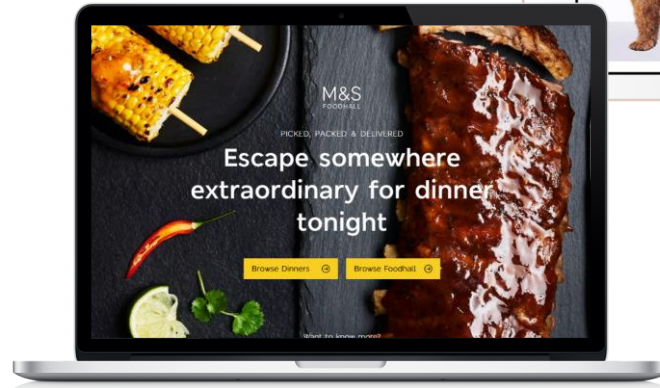 M&S
FOODHALL
PICKED, PACKED & DELIVERED
Escape somewhere
extraordinary for dinner
tonight
Browse Dinners
Browse Foodhall
Want to know more?